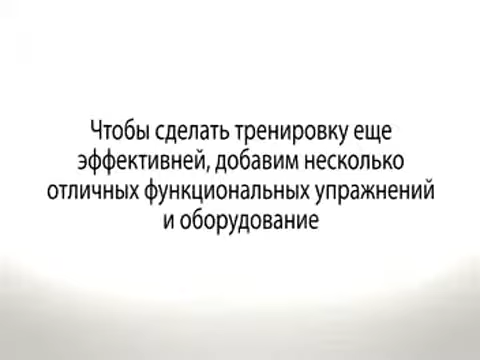 Чтобы сделать тренировку еще
эффективней, добавим несколько
отличных функциональных упражнений
и оборудование